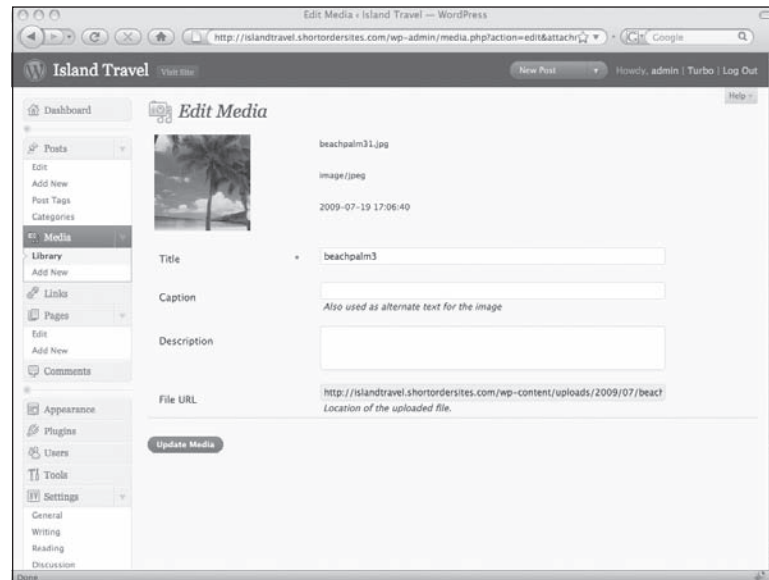 Edit Media ‹ Island Travel — WordPress
http://islandtravel.shortordersites.com/wp-admin/media.php?action=edit&attachr
Google
Island Travel
Visit Site
New Post
Howdy, admin | Turbo | Log Out
Help
Dashboard
Edit Media
Posts
Edit
Add New
Post Tags
Categories
Media
Library
Add New
Links
Pages
Edit
Add New
Comments
Appearance
Plugins
Users
Tools
Settings
General
Writing
Reading
Discussion
beachpalm31.jpg
image/jpeg
2009-07-19 17:06:40
Title * beachpalm3
Caption
Also used as alternate text for the image
Description
File URL http://islandtravel.shortordersites.com/wp-content/uploads/2009/07/beach
Location of the uploaded file.
Update Media
Done